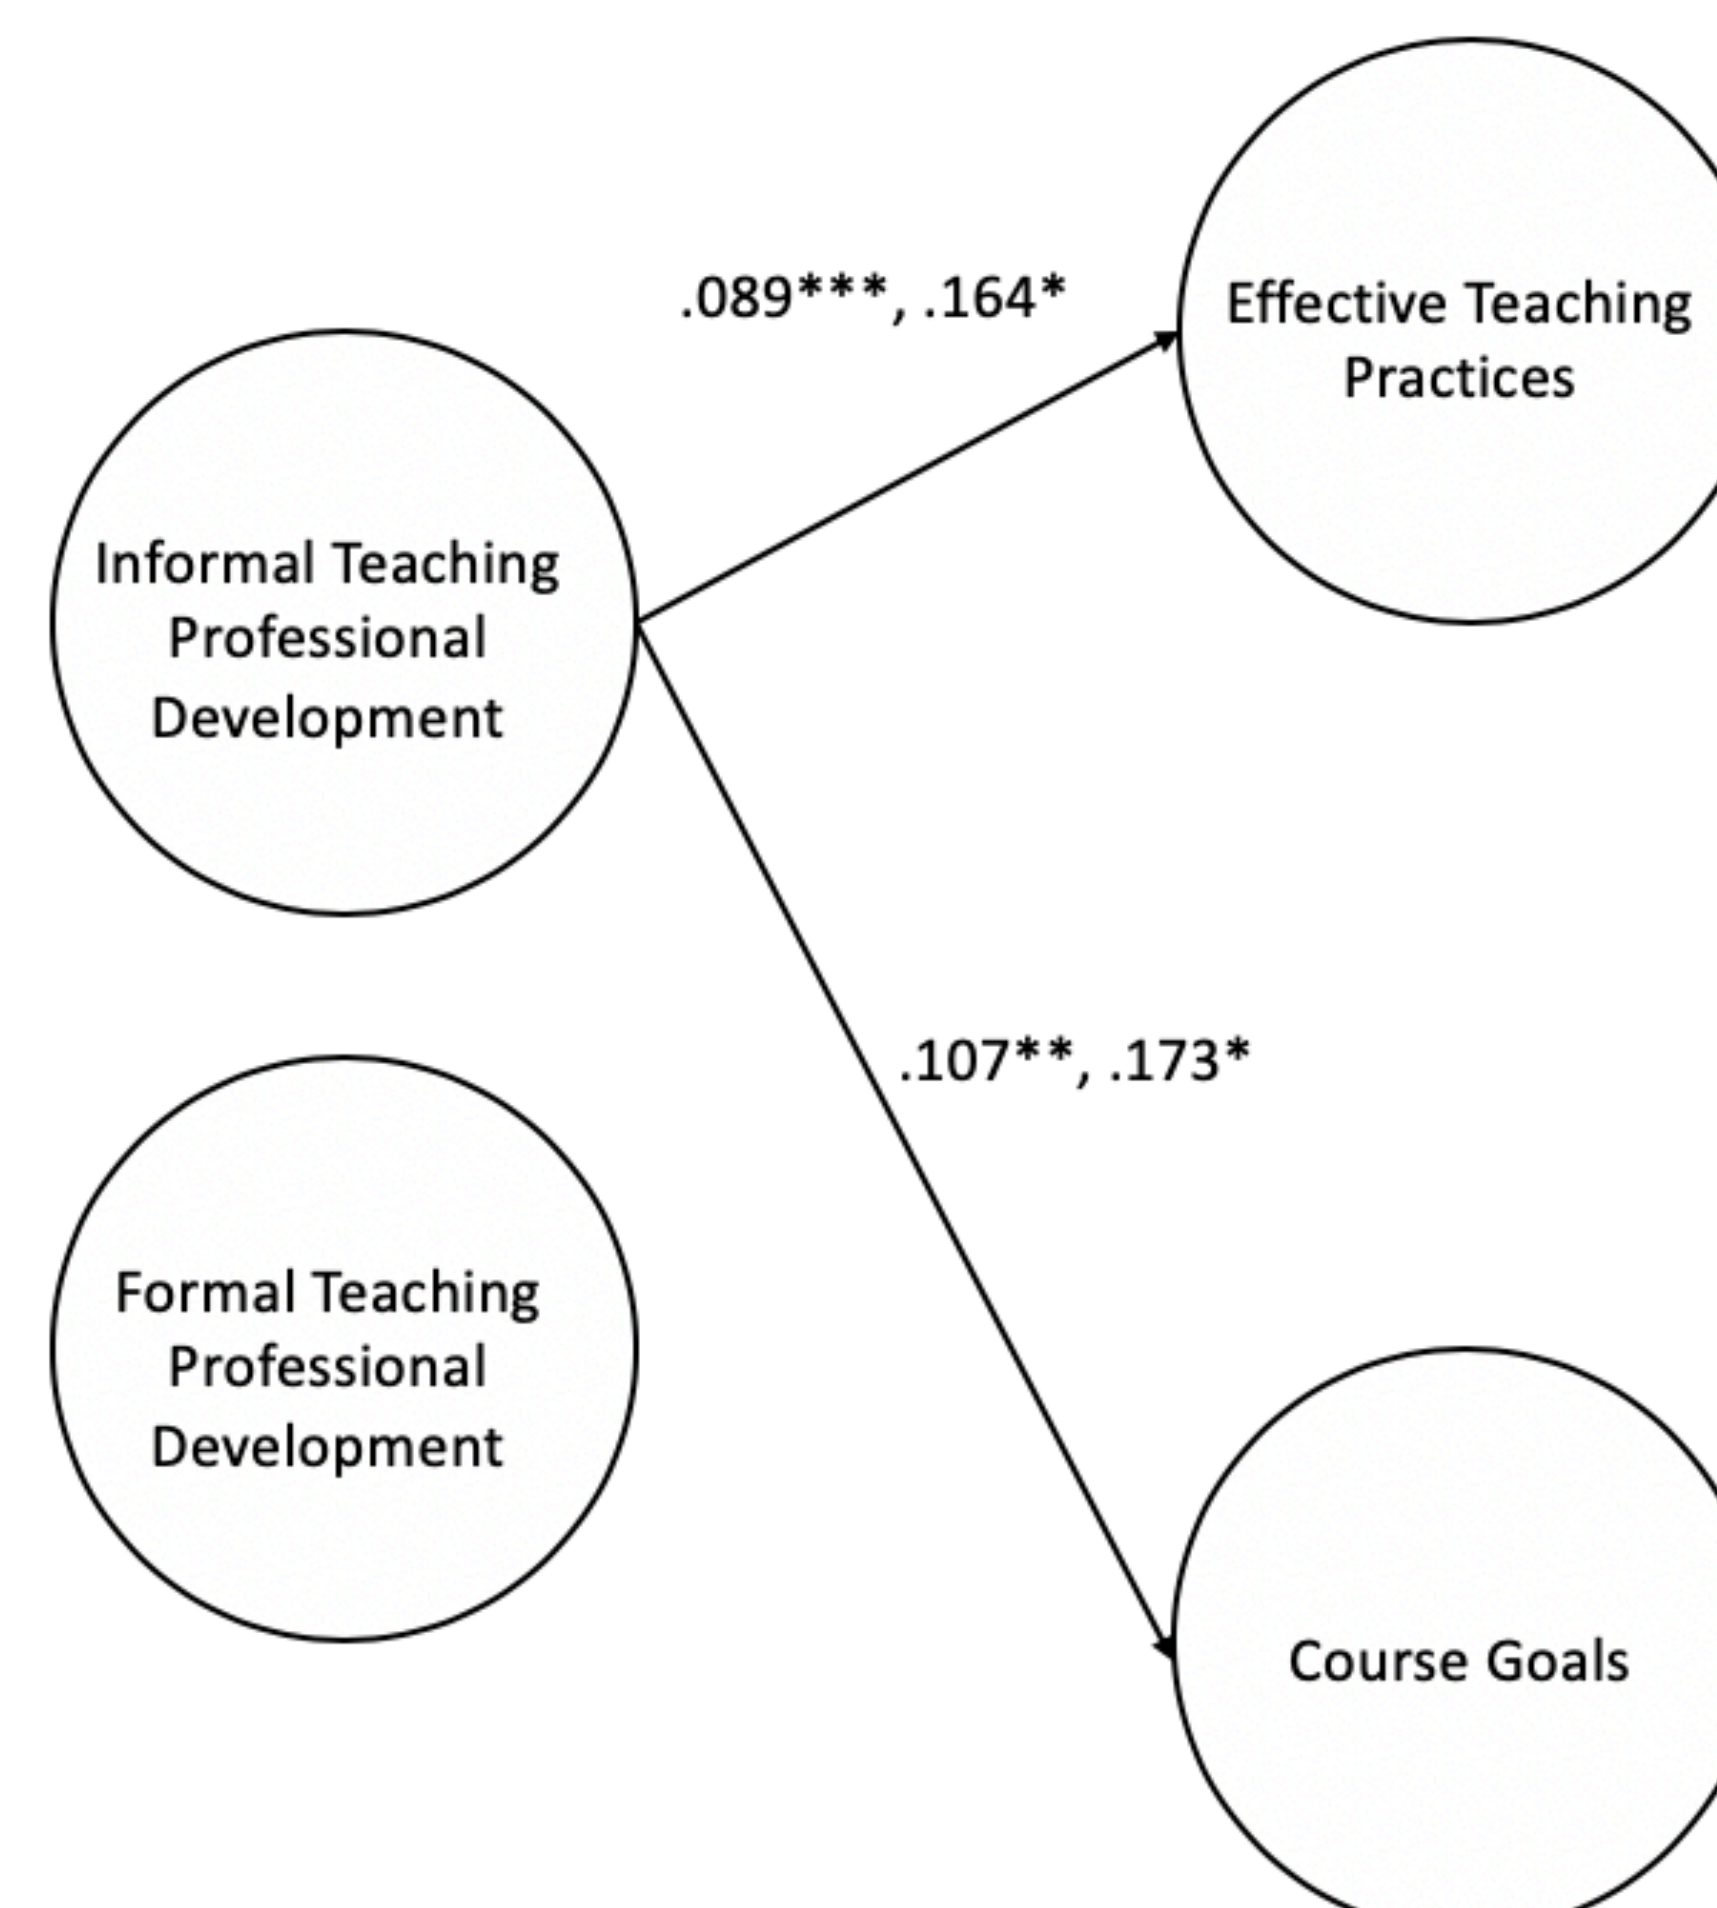 .089***, .164*
Effective Teaching
Practices
Informal Teaching
Professional
Development
.107**, .173*
Formal Teaching
Professional
Development
Course Goals